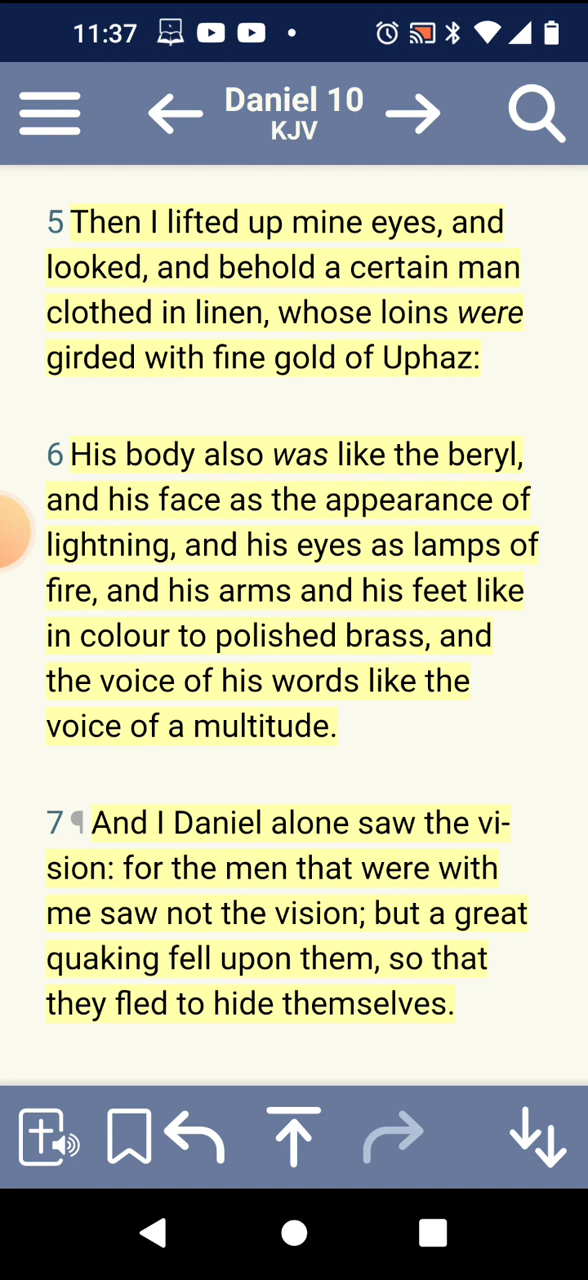 11:37
Daniel 10
KJV
5 Then I lifted up mine eyes, and
looked, and behold a certain man
clothed in linen, whose loins were
girded with fine gold of Uphaz:
6 His body also was like the beryl,
and his face as the appearance of
lightning, and his eyes as lamps of
fire, and his arms and his feet like
in colour to polished brass, and
the voice of his words like the
voice of a multitude.
7 ¶ And I Daniel alone saw the vi-
sion: for the men that were with
me saw not the vision; but a great
quaking fell upon them, so that
they fled to hide themselves.